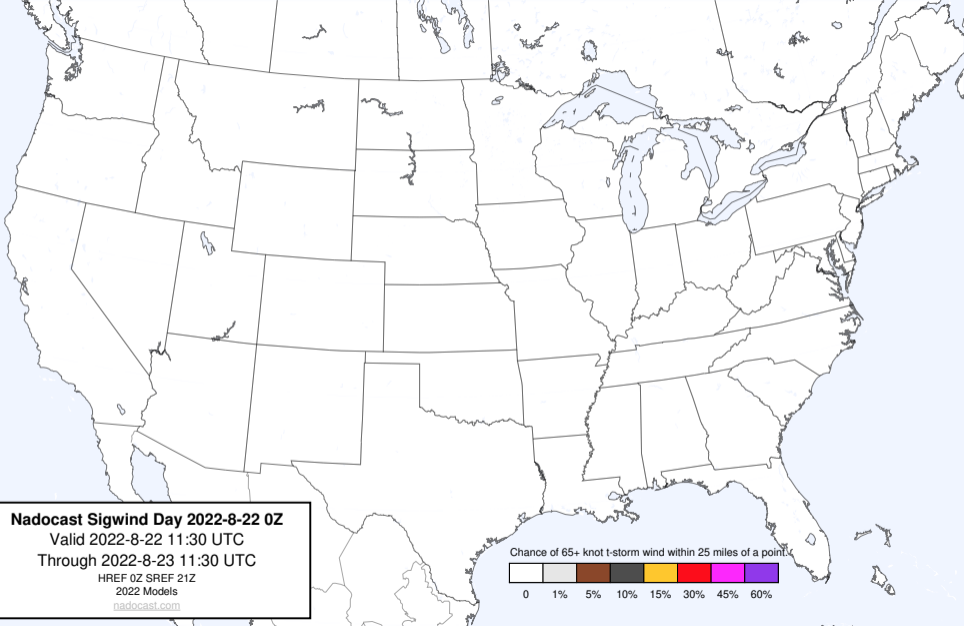 Nadocast Sigwind Day 2022-8-22 0Z
Valid 2022-8-22 11:30 UTC
Through 2022-8-23 11:30 UTC
HREF 0Z SREF 21Z
2022 Models
nadocast.com
Chance of 65+ knot t-storm wind within 25 miles of a point.
0 1% 5% 10% 15% 30% 45% 60%